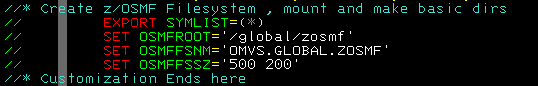 //* Create z/OSMF Filesystem , mount and make basic dirs
// EXPORT SYMLIST=(*)
// SET OSMFROOT='/global/zosmf'
// SET OSMFFSNM='OMVS.GLOBAL.ZOSMF'
// SET OSMFFSSZ='500 200'
//* Customization Ends here